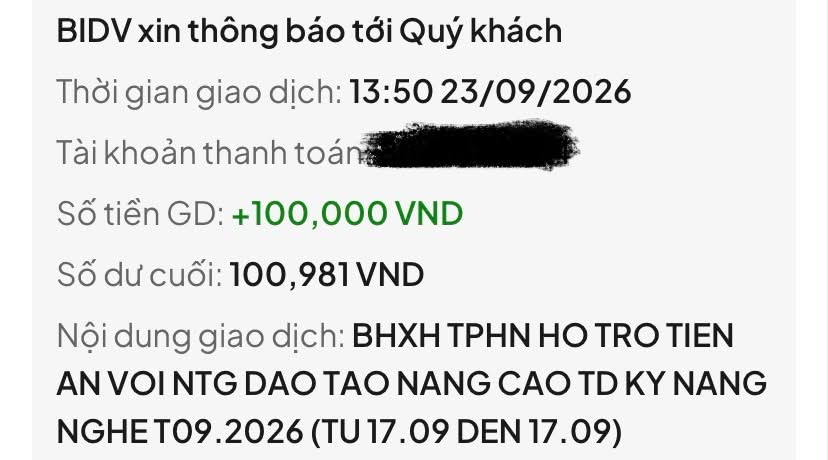 BIDV xin thông báo tới Quý khách
Thời gian giao dịch: 13:50 23/09/2026
Tài khoản thanh toán
Số tiền GD: +100,000 VND
Số dư cuối: 100,981 VND
Nội dung giao dịch: BHXH TPHN HO TRO TIEN
AN VOI NTG DAO TAO NANG CAO TD KY NANG
NGHE T09.2026 (TU 17.09 DEN 17.09)